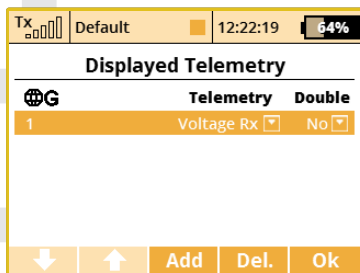 Tx Default 12:22:19 64%
Displayed Telemetry
G Telemetry Double
1 Voltage Rx No
Add Del. Ok